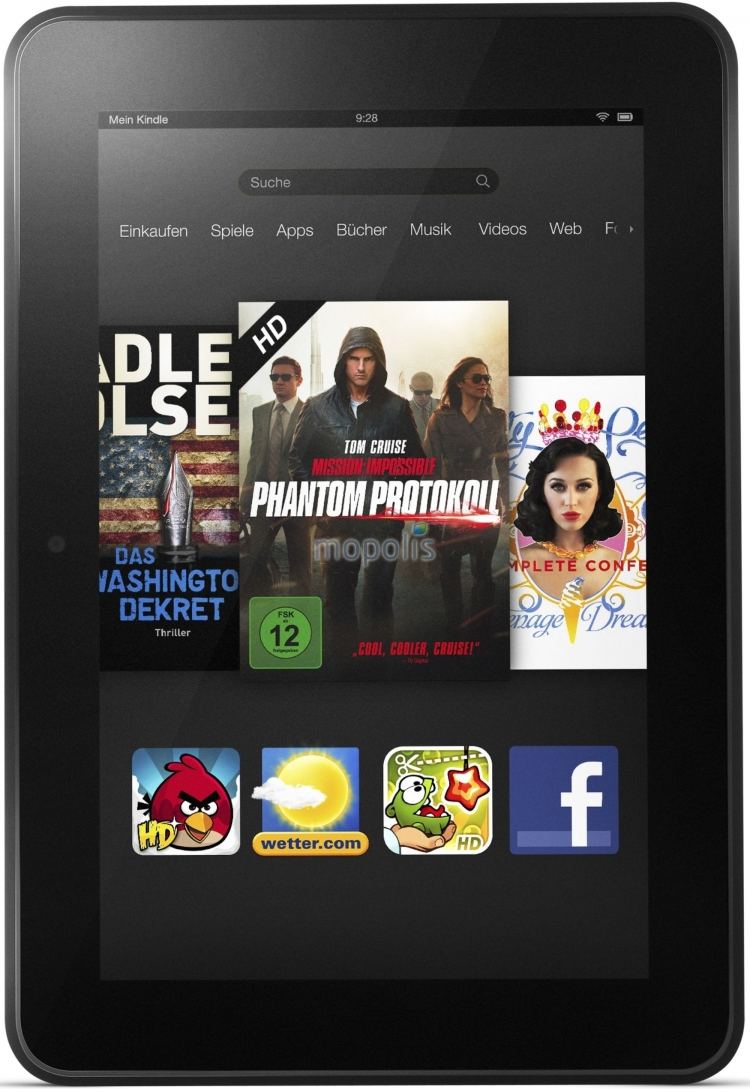 Mein Kindle
9:28
Suche
Einkaufen Spiele Apps Bücher Musik Videos Web
ADLE
OLSE
DAS
WASHINGTO
DEKRET
Thriller
HD
TOM CRUISE
MISSION: IMPOSSIBLE
PHANTOM PROTOKOLL
mopolis
FSK
ab
12
freigegeben
„COOL, COOLER, CRUISE!“
MPLETE CONFE
enage Drea
HD
wetter.com
HD
f